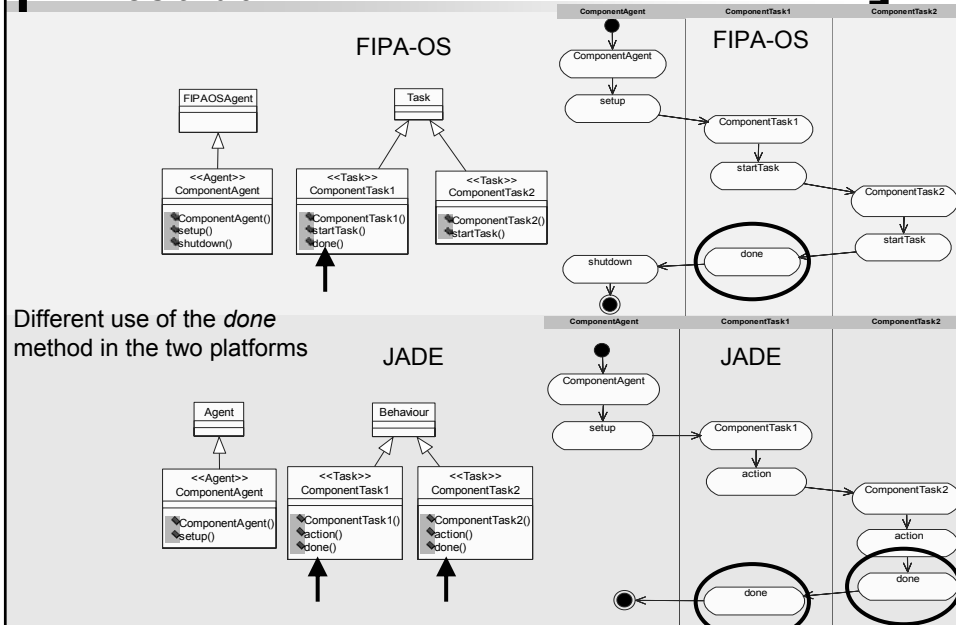 ComponentAgent ComponentTask1 ComponentTask2
FIPA-OS
FIPA-OS
FIPAOSAgent
Task
<<Agent>>
ComponentAgent
ComponentAgent()
setup()
shutdown()
<<Task>>
ComponentTask1
ComponentTask1()
startTask()
done()
<<Task>>
ComponentTask2
ComponentTask2()
startTask()
ComponentAgent
setup
ComponentTask1
startTask
ComponentTask2
startTask
done
shutdown
Different use of the done
method in the two platforms
ComponentAgent ComponentTask1 ComponentTask2
JADE
JADE
Agent
Behaviour
<<Agent>>
ComponentAgent
ComponentAgent()
setup()
<<Task>>
ComponentTask1
ComponentTask1()
action()
done()
<<Task>>
ComponentTask2
ComponentTask2()
action()
done()
ComponentAgent
setup
ComponentTask1
action
ComponentTask2
action
done
done